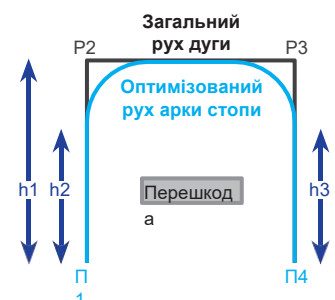 Загальний
рух дуги
P2
P3
Оптимізований
рух арки стопи
h1
h2
Перешкод
а
h3
П
1
П4